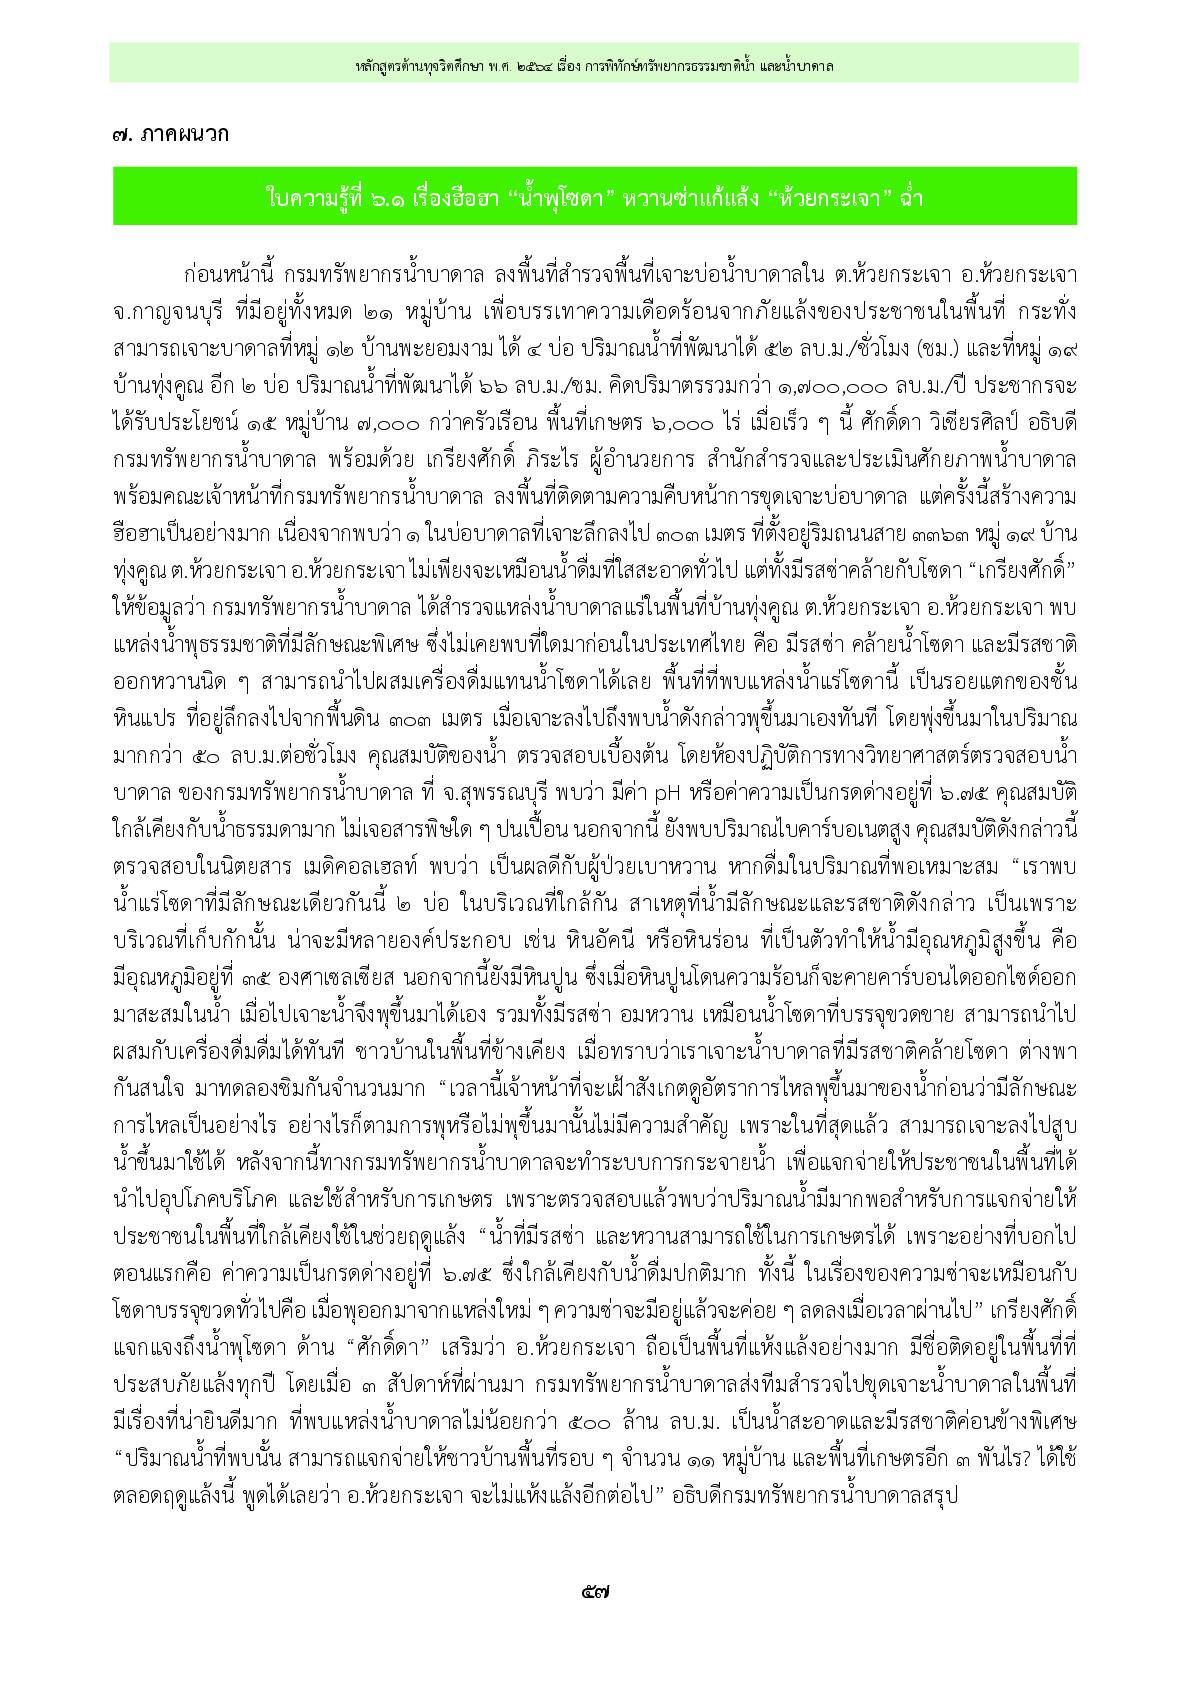 หลักสูตรต้านทุจริตศึกษา พ.ศ. ๒๕๖๔ เรื่อง การพิทักษ์ทรัพยากรธรรมชาติน้ำ และน้ำบาดาล
๗. ภาคผนวก
ใบความรู้ที่ ๖.๑ เรื่องฮือฮา “น้ำพุโซดา” หวานซ่าแก้แล้ง “ห้วยกระเจา” ฉ่ำ
ก่อนหน้านี้ กรมทรัพยากรน้ำบาดาล ลงพื้นที่สำรวจพื้นที่เจาะบ่อน้ำบาดาลใน ต.ห้วยกระเจา อ.ห้วยกระเจา
จ.กาญจนบุรี ที่มีอยู่ทั้งหมด ๒๑ หมู่บ้าน เพื่อบรรเทาความเดือดร้อนจากภัยแล้งของประชาชนในพื้นที่ กระทั่ง
สามารถเจาะบาดาลที่หมู่ ๑๒ บ้านพะยอมงาม ได้ ๔ บ่อ ปริมาณน้ำที่พัฒนาได้ ๕๒ ลบ.ม./ชั่วโมง (ชม.) และที่หมู่ ๑๙
บ้านทุ่งคูณ อีก ๒ บ่อ ปริมาณน้ำที่พัฒนาได้ ๖๖ ลบ.ม./ชม. คิดปริมาตรรวมกว่า ๑,๗๐๐,๐๐๐ ลบ.ม./ปี ประชากรจะ
ได้รับประโยชน์ ๑๕ หมู่บ้าน ๗,๐๐๐ กว่าครัวเรือน พื้นที่เกษตร ๖,๐๐๐ ไร่ เมื่อเร็ว ๆ นี้ ศักดิ์ดา วิเชียรศิลป์ อธิบดี
กรมทรัพยากรน้ำบาดาล พร้อมด้วย เกรียงศักดิ์ ภิระไร ผู้อำนวยการ สำนักสำรวจและประเมินศักยภาพน้ำบาดาล
พร้อมคณะเจ้าหน้าที่กรมทรัพยากรน้ำบาดาล ลงพื้นที่ติดตามความคืบหน้าการขุดเจาะบ่อบาดาล แต่ครั้งนี้สร้างความ
ฮือฮาเป็นอย่างมาก เนื่องจากพบว่า ๑ ในบ่อบาดาลที่เจาะลึกลงไป ๓๐๓ เมตร ที่ตั้งอยู่ริมถนนสาย ๓๓๖๓ หมู่ ๑๙ บ้าน
ทุ่งคูณ ต.ห้วยกระเจา อ.ห้วยกระเจา ไม่เพียงจะเหมือนน้ำดื่มที่ใสสะอาดทั่วไป แต่ทั้งมีรสซ่าคล้ายกับโซดา “เกรียงศักดิ์”
ให้ข้อมูลว่า กรมทรัพยากรน้ำบาดาล ได้สำรวจแหล่งน้ำบาดาลแร่ในพื้นที่บ้านทุ่งคูณ ต.ห้วยกระเจา อ.ห้วยกระเจา พบ
แหล่งน้ำพุธรรมชาติที่มีลักษณะพิเศษ ซึ่งไม่เคยพบที่ใดมาก่อนในประเทศไทย คือ มีรสซ่า คล้ายน้ำโซดา และมีรสชาติ
ออกหวานนิด ๆ สามารถนำไปผสมเครื่องดื่มแทนน้ำโซดาได้เลย พื้นที่ที่พบแหล่งน้ำแร่โซดานี้ เป็นรอยแตกของชั้น
หินแปร ที่อยู่ลึกลงไปจากพื้นดิน ๓๐๓ เมตร เมื่อเจาะลงไปถึงพบน้ำดังกล่าวพุขึ้นมาเองทันที โดยพุ่งขึ้นมาในปริมาณ
มากกว่า ๕๐ ลบ.ม.ต่อชั่วโมง คุณสมบัติของน้ำ ตรวจสอบเบื้องต้น โดยห้องปฏิบัติการทางวิทยาศาสตร์ตรวจสอบน้ำ
บาดาล ของกรมทรัพยากรน้ำบาดาล ที่ จ.สุพรรณบุรี พบว่า มีค่า pH หรือค่าความเป็นกรดด่างอยู่ที่ ๖.๗๕ คุณสมบัติ
ใกล้เคียงกับน้ำธรรมดามาก ไม่เจอสารพิษใด ๆ ปนเปื้อน นอกจากนี้ ยังพบปริมาณไบคาร์บอเนตสูง คุณสมบัติดังกล่าวนี้
ตรวจสอบในนิตยสาร เมดิคอลเฮลท์ พบว่า เป็นผลดีกับผู้ป่วยเบาหวาน หากดื่มในปริมาณที่พอเหมาะสม “เราพบ
น้ำแร่โซดาที่มีลักษณะเดียวกันนี้ ๒ บ่อ ในบริเวณที่ใกล้กัน สาเหตุที่น้ำมีลักษณะและรสชาติดังกล่าว เป็นเพราะ
บริเวณที่เก็บกักนั้น น่าจะมีหลายองค์ประกอบ เช่น หินอัคนี หรือหินร่อน ที่เป็นตัวทำให้น้ำมีอุณหภูมิสูงขึ้น คือ
มีอุณหภูมิอยู่ที่ ๓๕ องศาเซลเซียส นอกจากนี้ยังมีหินปูน ซึ่งเมื่อหินปูนโดนความร้อนก็จะคายคาร์บอนไดออกไซด์ออก
มาสะสมในน้ำ เมื่อไปเจาะน้ำจึงพุขึ้นมาได้เอง รวมทั้งมีรสซ่า อมหวาน เหมือนน้ำโซดาที่บรรจุขวดขาย สามารถนำไป
ผสมกับเครื่องดื่มดื่มได้ทันที ชาวบ้านในพื้นที่ข้างเคียง เมื่อทราบว่าเราเจาะน้ำบาดาลที่มีรสชาติคล้ายโซดา ต่างพา
กันสนใจ มาทดลองชิมกันจำนวนมาก “เวลานี้เจ้าหน้าที่จะเฝ้าสังเกตดูอัตราการไหลพุขึ้นมาของน้ำก่อนว่ามีลักษณะ
การไหลเป็นอย่างไร อย่างไรก็ตามการพุหรือไม่พุขึ้นมานั้นไม่มีความสำคัญ เพราะในที่สุดแล้ว สามารถเจาะลงไปสูบ
น้ำขึ้นมาใช้ได้ หลังจากนี้ทางกรมทรัพยากรน้ำบาดาลจะทำระบบการกระจายน้ำ เพื่อแจกจ่ายให้ประชาชนในพื้นที่ได้
นำไปอุปโภคบริโภค และใช้สำหรับการเกษตร เพราะตรวจสอบแล้วพบว่าปริมาณน้ำมีมากพอสำหรับการแจกจ่ายให้
ประชาชนในพื้นที่ใกล้เคียงใช้ในช่วยฤดูแล้ง “น้ำที่มีรสซ่า และหวานสามารถใช้ในการเกษตรได้ เพราะอย่างที่บอกไป
ตอนแรกคือ ค่าความเป็นกรดด่างอยู่ที่ ๖.๗๕ ซึ่งใกล้เคียงกับน้ำดื่มปกติมาก ทั้งนี้ ในเรื่องของความซ่าจะเหมือนกับ
โซดาบรรจุขวดทั่วไปคือ เมื่อพุออกมาจากแหล่งใหม่ ๆ ความซ่าจะมีอยู่แล้วจะค่อย ๆ ลดลงเมื่อเวลาผ่านไป” เกรียงศักดิ์
แจกแจงถึงน้ำพุโซดา ด้าน “ศักดิ์ดา” เสริมว่า อ.ห้วยกระเจา ถือเป็นพื้นที่แห้งแล้งอย่างมาก มีชื่อติดอยู่ในพื้นที่ที่
ประสบภัยแล้งทุกปี โดยเมื่อ ๓ สัปดาห์ที่ผ่านมา กรมทรัพยากรน้ำบาดาลส่งทีมสำรวจไปขุดเจาะน้ำบาดาลในพื้นที่
มีเรื่องที่น่ายินดีมาก ที่พบแหล่งน้ำบาดาลไม่น้อยกว่า ๕๐๐ ล้าน ลบ.ม. เป็นน้ำสะอาดและมีรสชาติค่อนข้างพิเศษ
“ปริมาณน้ำที่พบนั้น สามารถแจกจ่ายให้ชาวบ้านพื้นที่รอบ ๆ จำนวน ๑๑ หมู่บ้าน และพื้นที่เกษตรอีก ๓ พันไร? ได้ใช้
ตลอดฤดูแล้งนี้ พูดได้เลยว่า อ.ห้วยกระเจา จะไม่แห้งแล้งอีกต่อไป” อธิบดีกรมทรัพยากรน้ำบาดาลสรุป
๕๗